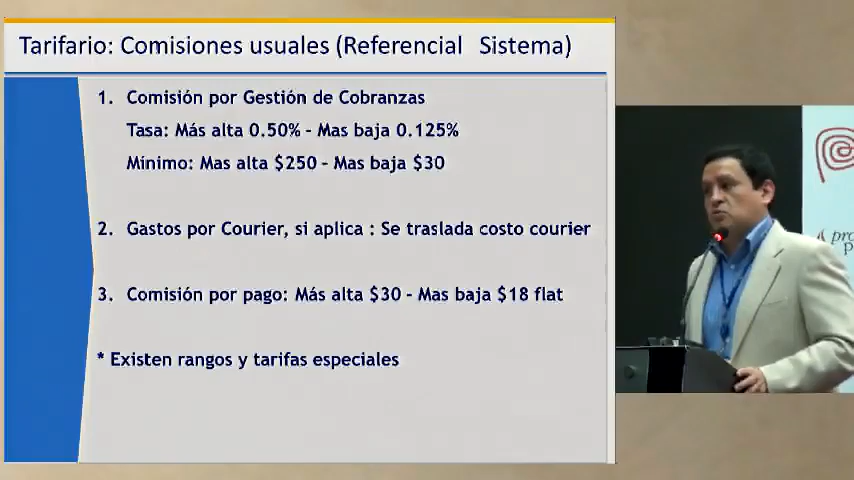 Tarifario: Comisiones usuales (Referencial Sistema)
1. Comisión por Gestión de Cobranzas
Tasa: Más alta 0.50% - Mas baja 0.125%
Mínimo: Mas alta $250 - Mas baja $30
2. Gastos por Courier, si aplica : Se traslada costo courier
3. Comisión por pago: Más alta $30 - Mas baja $18 flat
* Existen rangos y tarifas especiales